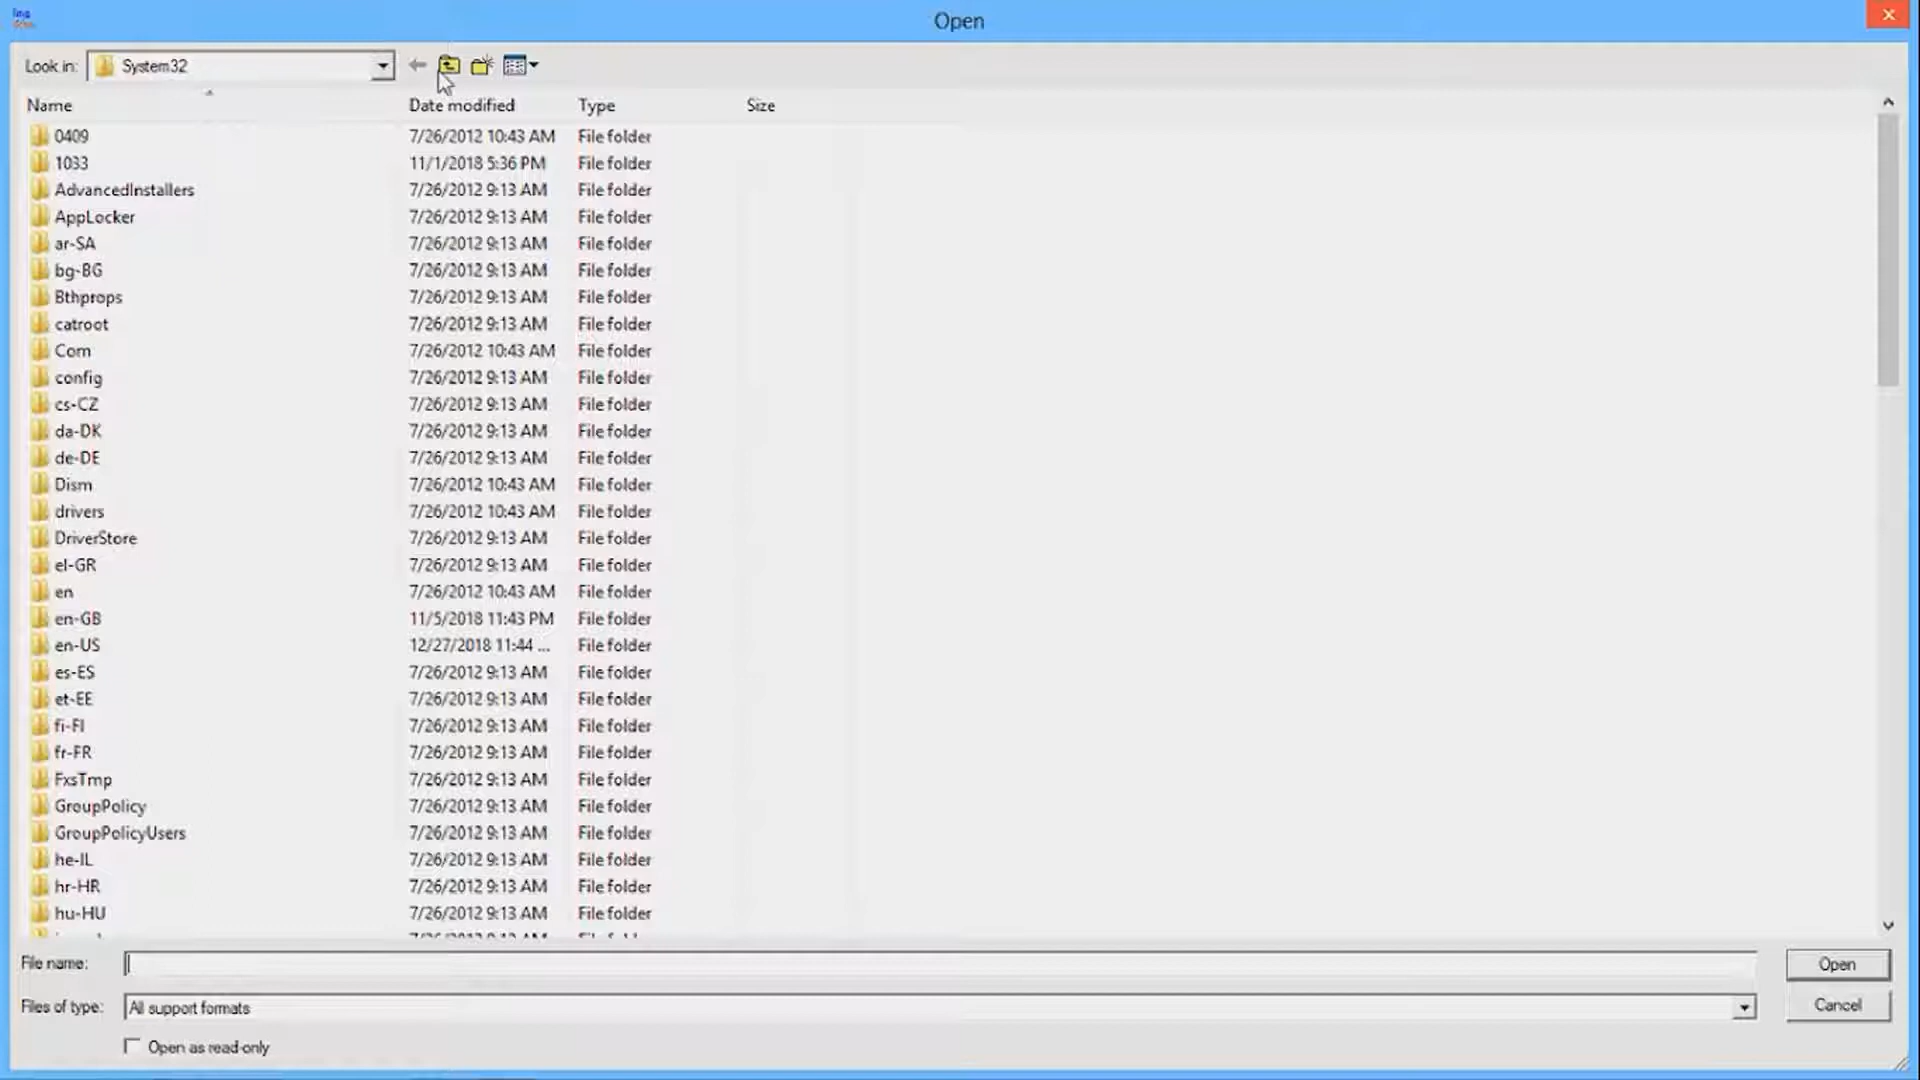 Open
Look in: System32
Name Date modified Type Size
0409 7/26/2012 10:43 AM File folder
1033 11/1/2018 5:36 PM File folder
AdvancedInstallers 7/26/2012 9:13 AM File folder
AppLocker 7/26/2012 9:13 AM File folder
ar-SA 7/26/2012 9:13 AM File folder
bg-BG 7/26/2012 9:13 AM File folder
Bthprops 7/26/2012 9:13 AM File folder
catroot 7/26/2012 9:13 AM File folder
Com 7/26/2012 10:43 AM File folder
config 7/26/2012 9:13 AM File folder
cs-CZ 7/26/2012 9:13 AM File folder
da-DK 7/26/2012 9:13 AM File folder
de-DE 7/26/2012 9:13 AM File folder
Dism 7/26/2012 10:43 AM File folder
drivers 7/26/2012 10:43 AM File folder
DriverStore 7/26/2012 9:13 AM File folder
el-GR 7/26/2012 9:13 AM File folder
en 7/26/2012 10:43 AM File folder
en-GB 11/5/2018 11:43 PM File folder
en-US 12/27/2018 11:44 ... File folder
es-ES 7/26/2012 9:13 AM File folder
et-EE 7/26/2012 9:13 AM File folder
fi-FI 7/26/2012 9:13 AM File folder
fr-FR 7/26/2012 9:13 AM File folder
FxsTmp 7/26/2012 9:13 AM File folder
GroupPolicy 7/26/2012 9:13 AM File folder
GroupPolicyUsers 7/26/2012 9:13 AM File folder
he-IL 7/26/2012 9:13 AM File folder
hr-HR 7/26/2012 9:13 AM File folder
hu-HU 7/26/2012 9:13 AM File folder
File name: Open
Files of type: All support formats Cancel
Open as read-only